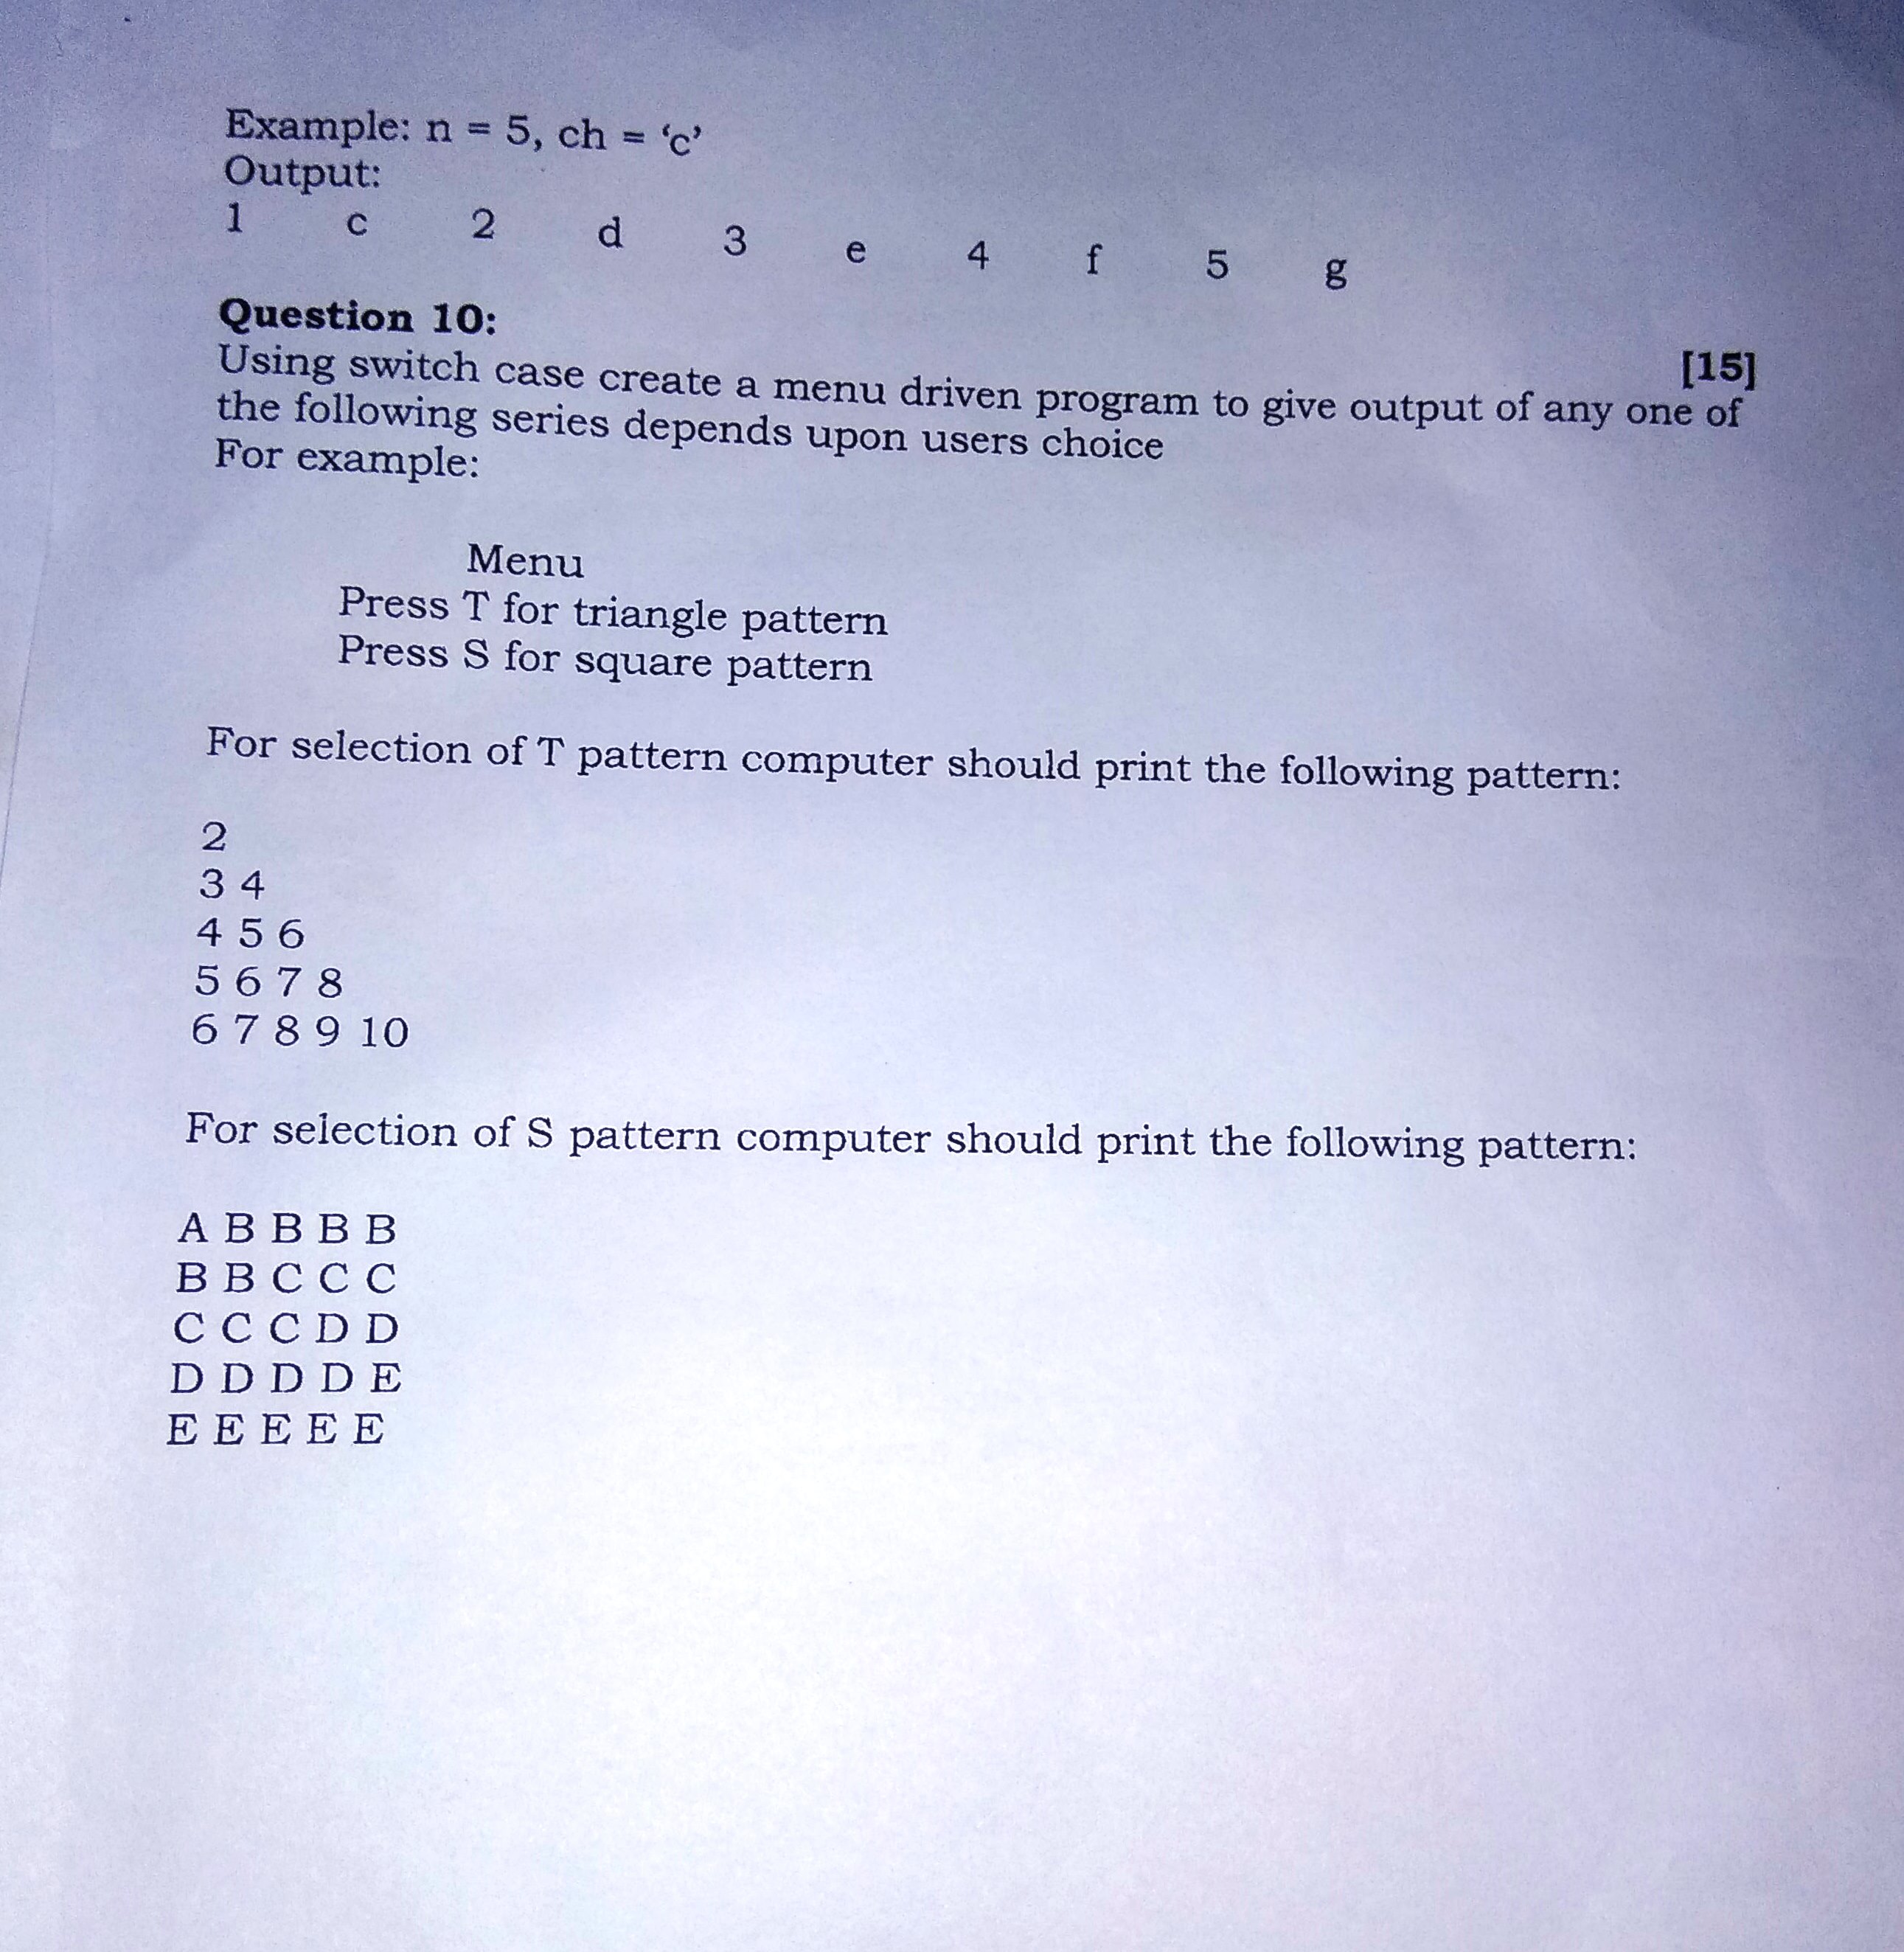 Example: n = 5, ch = ‘c’
Output:
1 c 2 d 3 e 4 f 5 g
Question 10:
[15]
Using switch case create a menu driven program to give output of any one of
the following series depends upon users choice
For example:
Menu
Press T for triangle pattern
Press S for square pattern
For selection of T pattern computer should print the following pattern:
2
3 4
4 5 6
5 6 7 8
6 7 8 9 10
For selection of S pattern computer should print the following pattern:
A B B B B
B B C C C
C C C D D
D D D D E
E E E E E